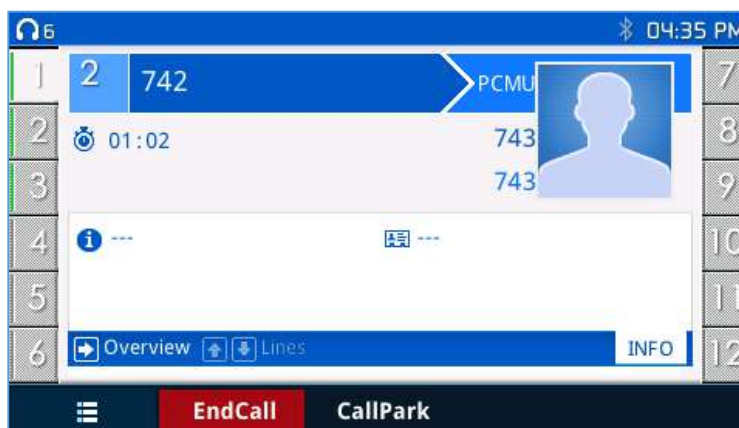 6 04:35 PM
1 2 742 PCMU 7
2 01:02 743 8
3 743 9
4 --- --- 10
5 11
6 Overview Lines INFO 12
EndCall CallPark